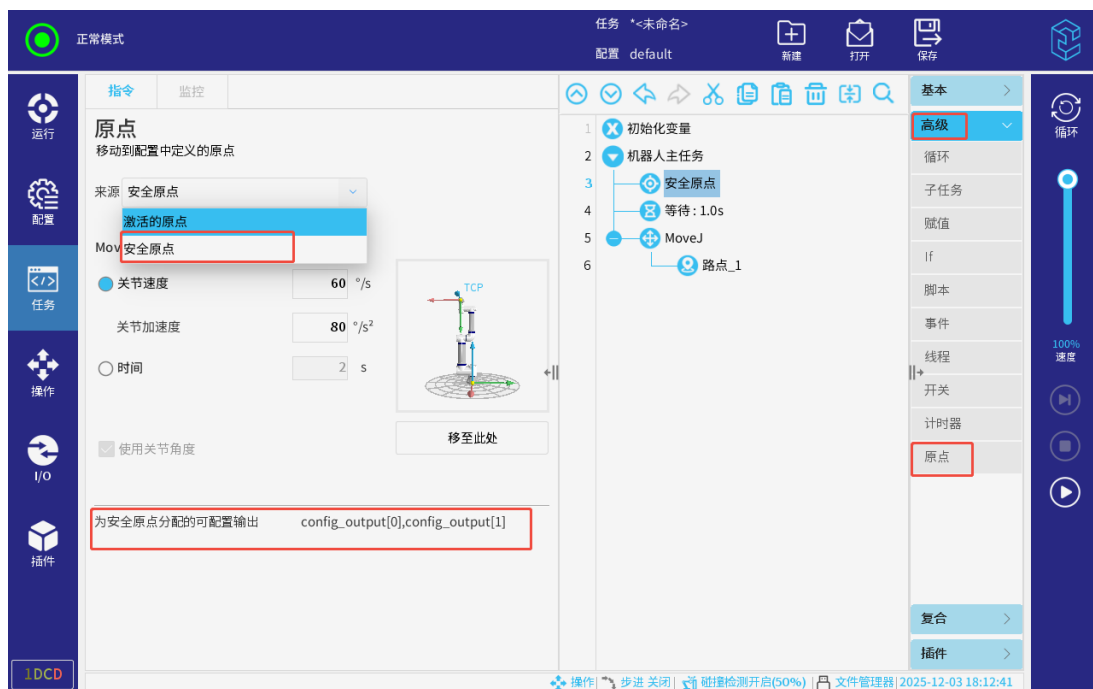 正常模式
任务 *<未命名>
配置 default
新建
打开
保存
运行
配置
任务
操作
I/O
插件
1DCD
指令
监控
原点
移动到配置中定义的原点
来源 安全原点
激活的原点
安全原点
Mov
关节速度 60 °/s
关节加速度 80 °/s²
时间 2 s
TCP
使用关节角度
移至此处
为安全原点分配的可配置输出 config_output[0],config_output[1]
1 初始化变量
2 机器人主任务
3 安全原点
4 等待: 1.0s
5 MoveJ
6 路点_1
基本
高级
循环
子任务
赋值
If
脚本
事件
线程
开关
计时器
原点
复合
插件
循环
100%
速度
操作| 步进 关闭| 碰撞检测开启(50%) | 文件管理器| 2025-12-03 18:12:41